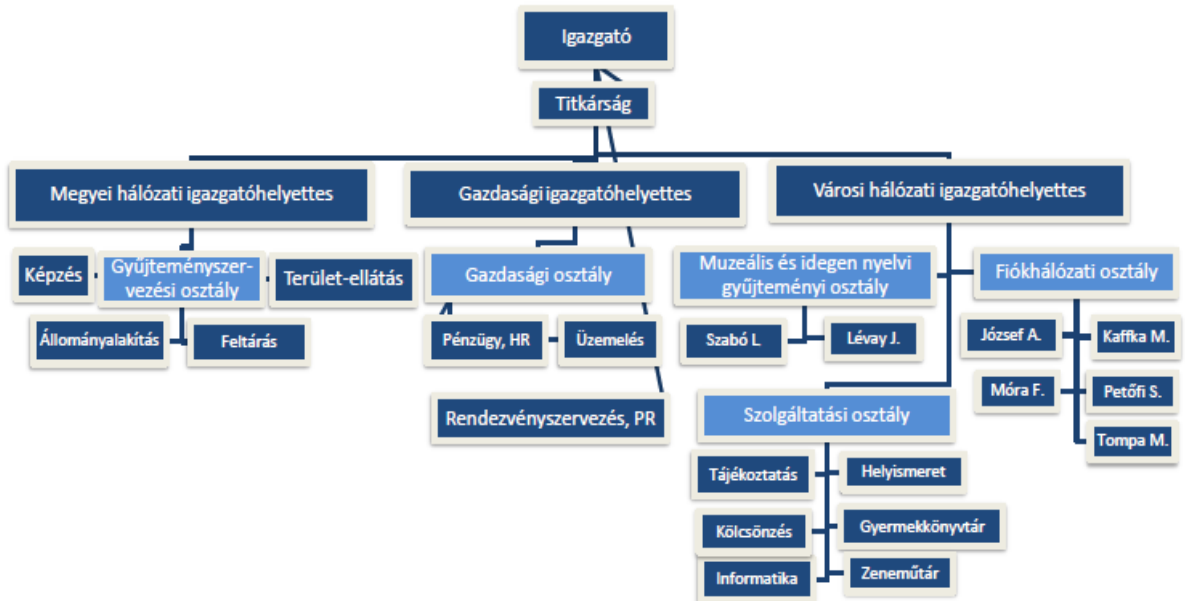 Igazgató
Titkárság
Megyei hálózati igazgatóhelyettes
Gazdasági igazgatóhelyettes
Városi hálózati igazgatóhelyettes
Képzés
Gyűjteményszer-
vezési osztály
Terület-ellátás
Állományalakítás
Feltárás
Gazdasági osztály
Pénzügy, HR
Üzemelés
Rendezvényszervezés, PR
Muzeális és idegen nyelvi
gyűjteményi osztály
Szabó L
Lévay J.
Fiókhálózati osztály
József A.
Kaffka M.
Móra F.
Petőfi S.
Tompa M.
Szolgáltatási osztály
Tájékoztatás
Helyismeret
Kölcsönzés
Gyermekkönyvtár
Informatika
Zeneműtár